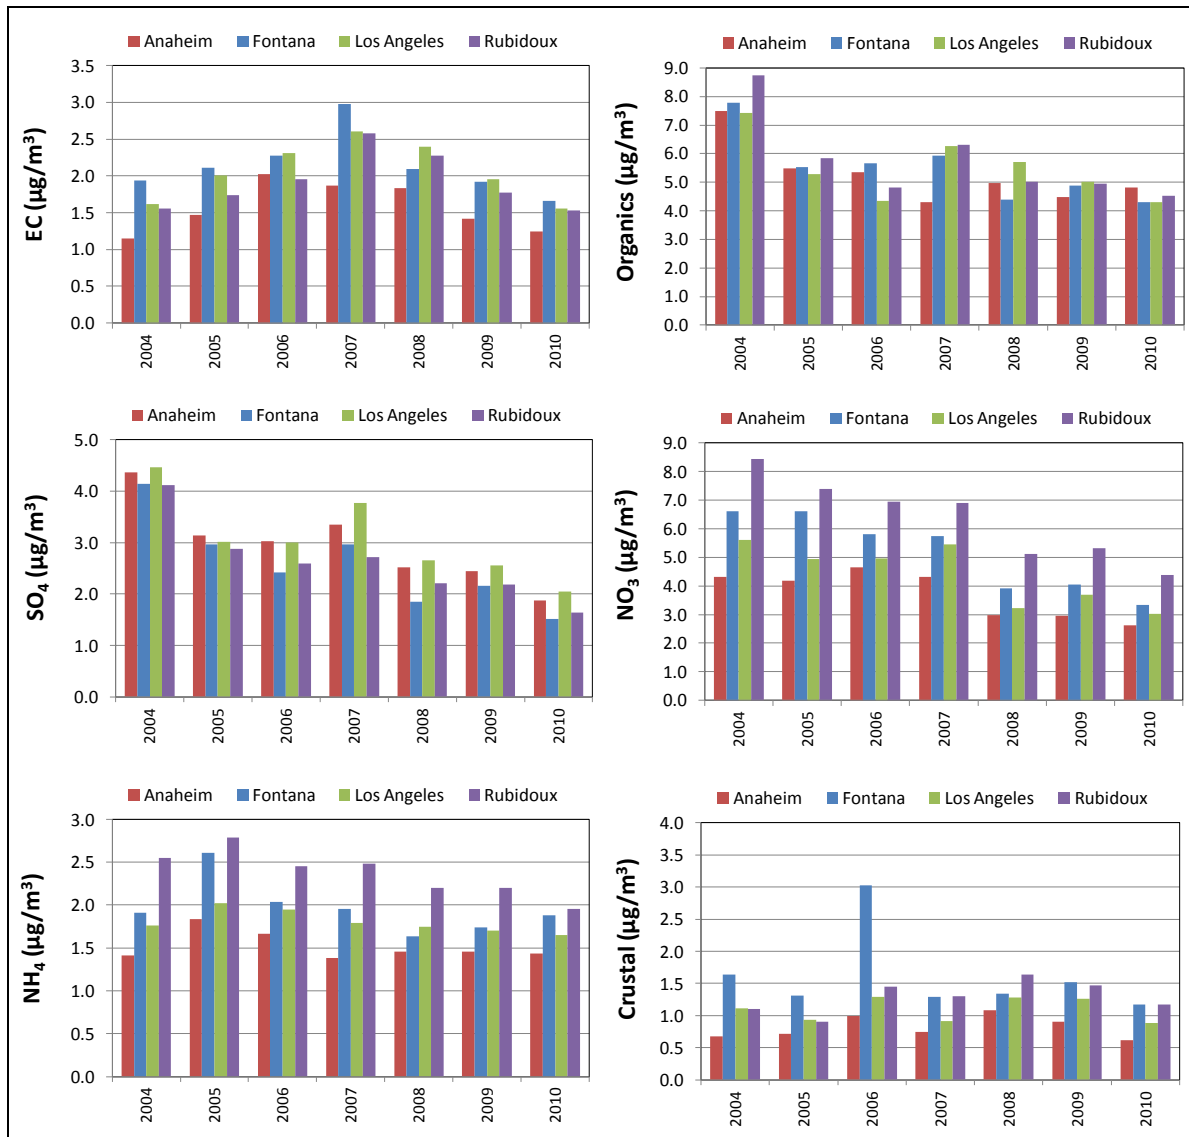 Anaheim Fontana Los Angeles Rubidoux
EC (µg/m³)
3.5
3.0
2.5
2.0
1.5
1.0
0.5
0.0
2004 2005 2006 2007 2008 2009 2010
Anaheim Fontana Los Angeles Rubidoux
Organics (µg/m³)
9.0
8.0
7.0
6.0
5.0
4.0
3.0
2.0
1.0
0.0
2004 2005 2006 2007 2008 2009 2010
Anaheim Fontana Los Angeles Rubidoux
SO₄ (µg/m³)
5.0
4.0
3.0
2.0
1.0
0.0
2004 2005 2006 2007 2008 2009 2010
Anaheim Fontana Los Angeles Rubidoux
NO₃ (µg/m³)
9.0
8.0
7.0
6.0
5.0
4.0
3.0
2.0
1.0
0.0
2004 2005 2006 2007 2008 2009 2010
Anaheim Fontana Los Angeles Rubidoux
NH₄ (µg/m³)
3.0
2.5
2.0
1.5
1.0
0.5
0.0
2004 2005 2006 2007 2008 2009 2010
Anaheim Fontana Los Angeles Rubidoux
Crustal (µg/m³)
4.0
3.5
3.0
2.5
2.0
1.5
1.0
0.5
0.0
2004 2005 2006 2007 2008 2009 2010